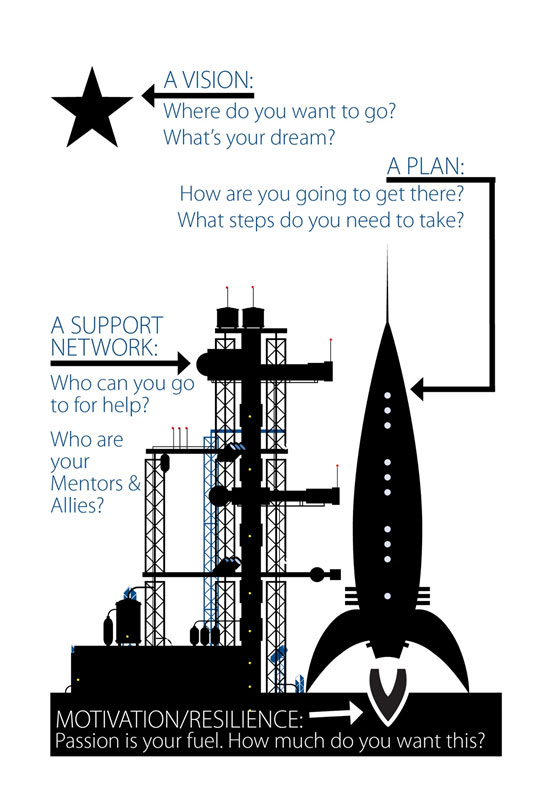 A VISION:
Where do you want to go?
What's your dream?
A PLAN:
How are you going to get there?
What steps do you need to take?
A SUPPORT
NETWORK:
Who can you go
to for help?
Who are
your
Mentors &
Allies?
MOTIVATION/RESILIENCE:
Passion is your fuel. How much do you want this?